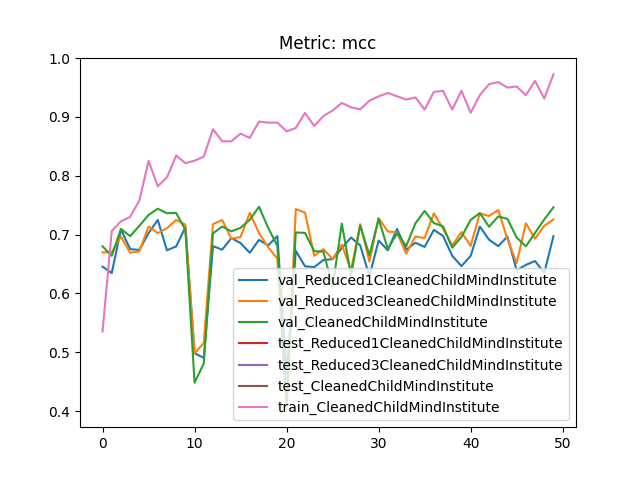 Metric: mcc
1.0
0.9
0.8
0.7
0.6
0.5
0.4
val_Reduced1CleanedChildMindInstitute
val_Reduced3CleanedChildMindInstitute
val_CleanedChildMindInstitute
test_Reduced1CleanedChildMindInstitute
test_Reduced3CleanedChildMindInstitute
test_CleanedChildMindInstitute
train_CleanedChildMindInstitute
0 10 20 30 40 50